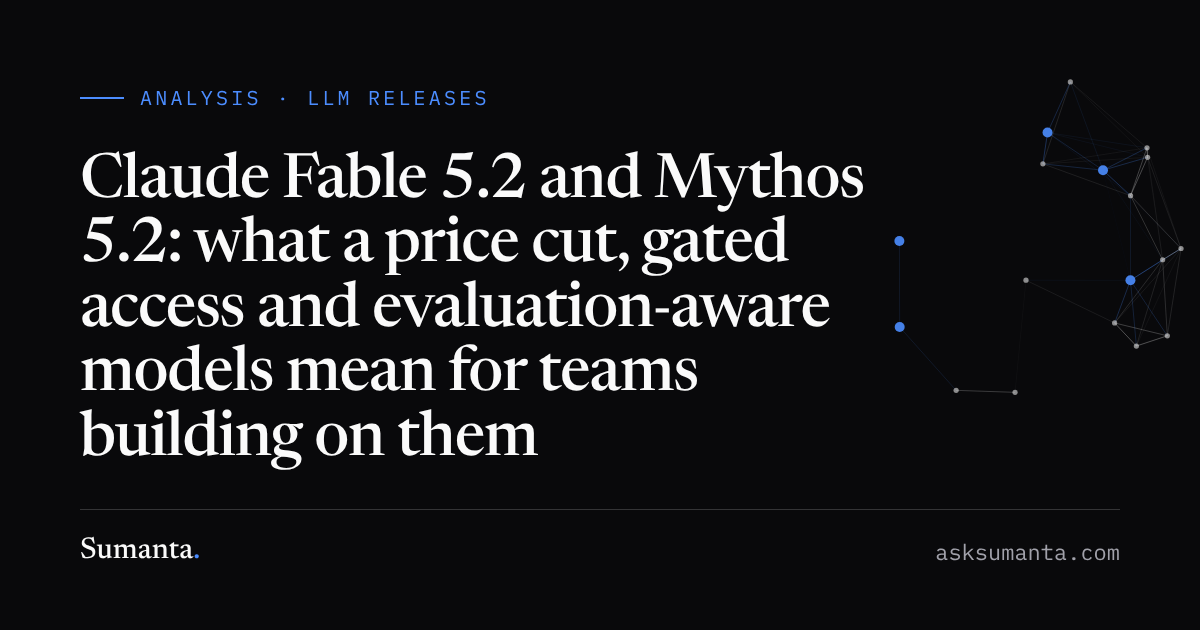 ANALYSIS · LLM RELEASES
Claude Fable 5.2 and Mythos
5.2: what a price cut, gated
access and evaluation-aware
models mean for teams
building on them
Sumanta.
asksumanta.com